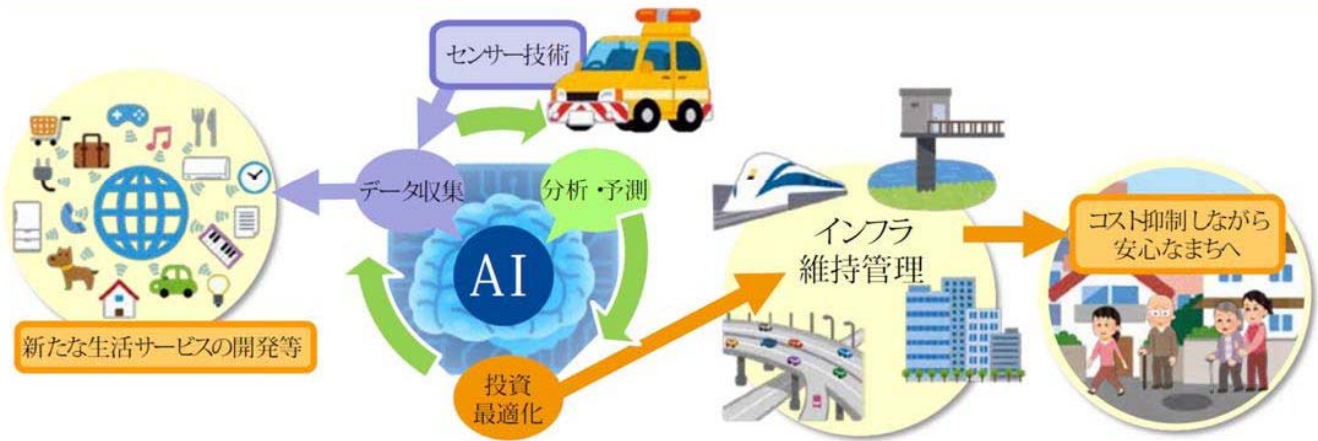 センサー技術
データ収集
分析・予測
AI
投資
最適化
新たな生活サービスの開発等
インフラ
維持管理
コスト抑制しながら
安心なまちへ